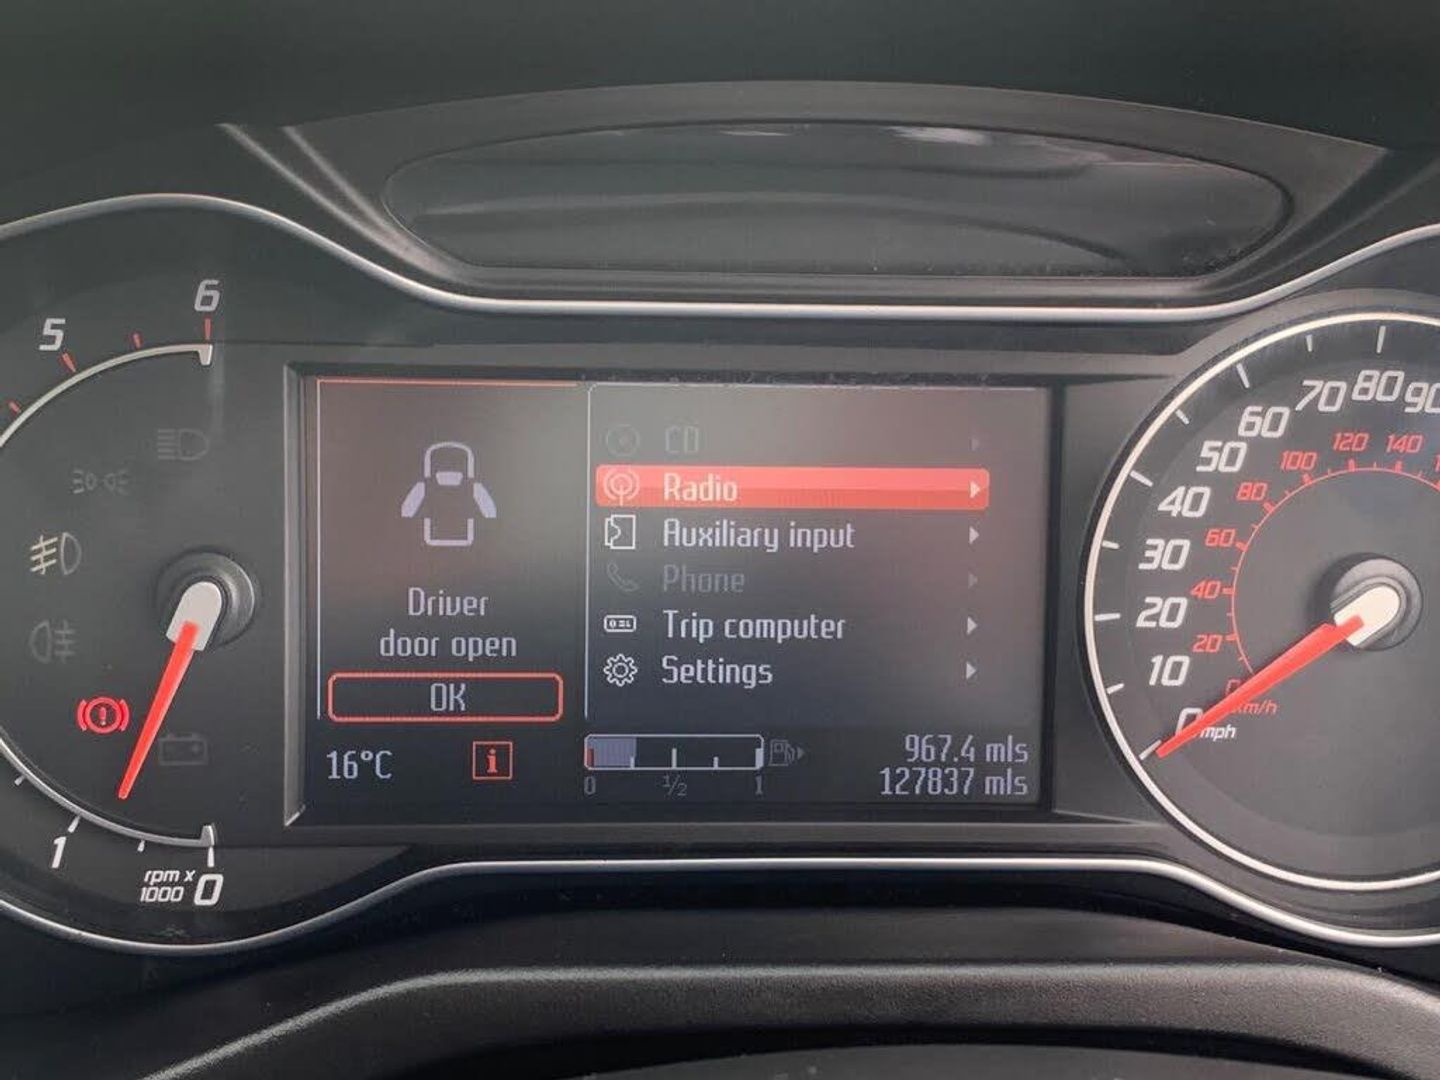 6
5
1
rpm x
1000
0
Driver
door open
OK
16°C
i
CD
Radio
Auxiliary input
Phone
Trip computer
Settings
0
1/2
1
967.4 mls
127837 mls
0
10
20
30
40
50
60
70
80
90
mph
0
20
40
60
80
100
120
140
km/h